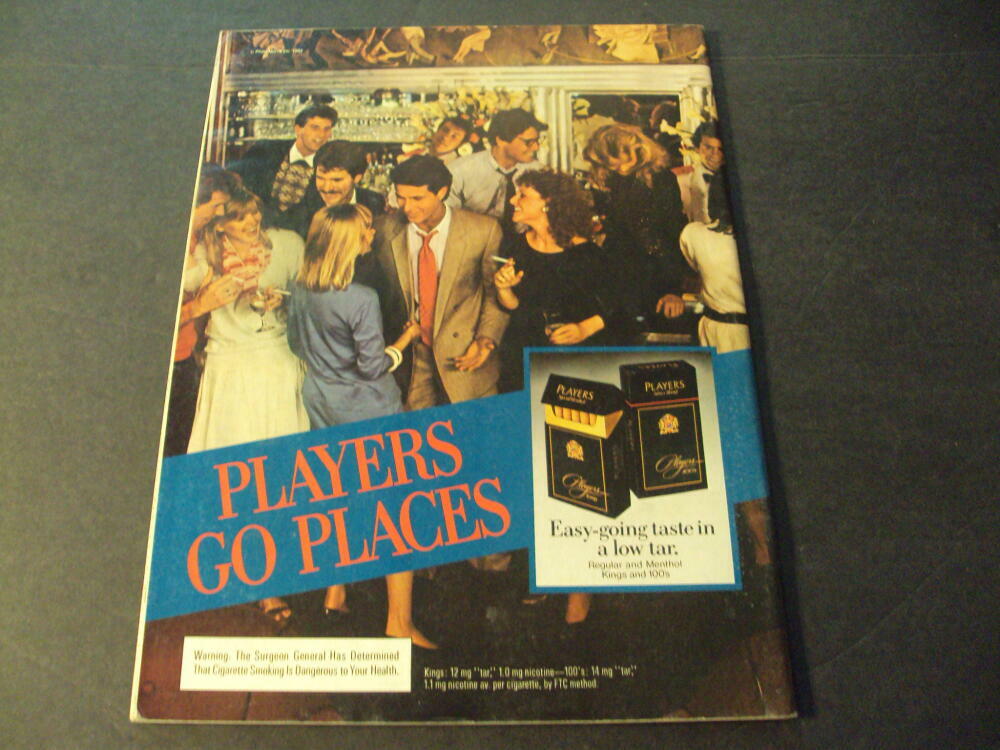 PLAYERS
GO PLACES
PLAYERS
PLAYERS
Players
Players
Easy-going taste in
a low tar.
Regular and Menthol
Kings and 100's
Warning: The Surgeon General Has Determined
That Cigarette Smoking Is Dangerous to Your Health.
Kings: 12 mg "tar," 1.0 mg nicotine—100's: 14 mg "tar,"
1.1 mg nicotine av. per cigarette, by FTC method.